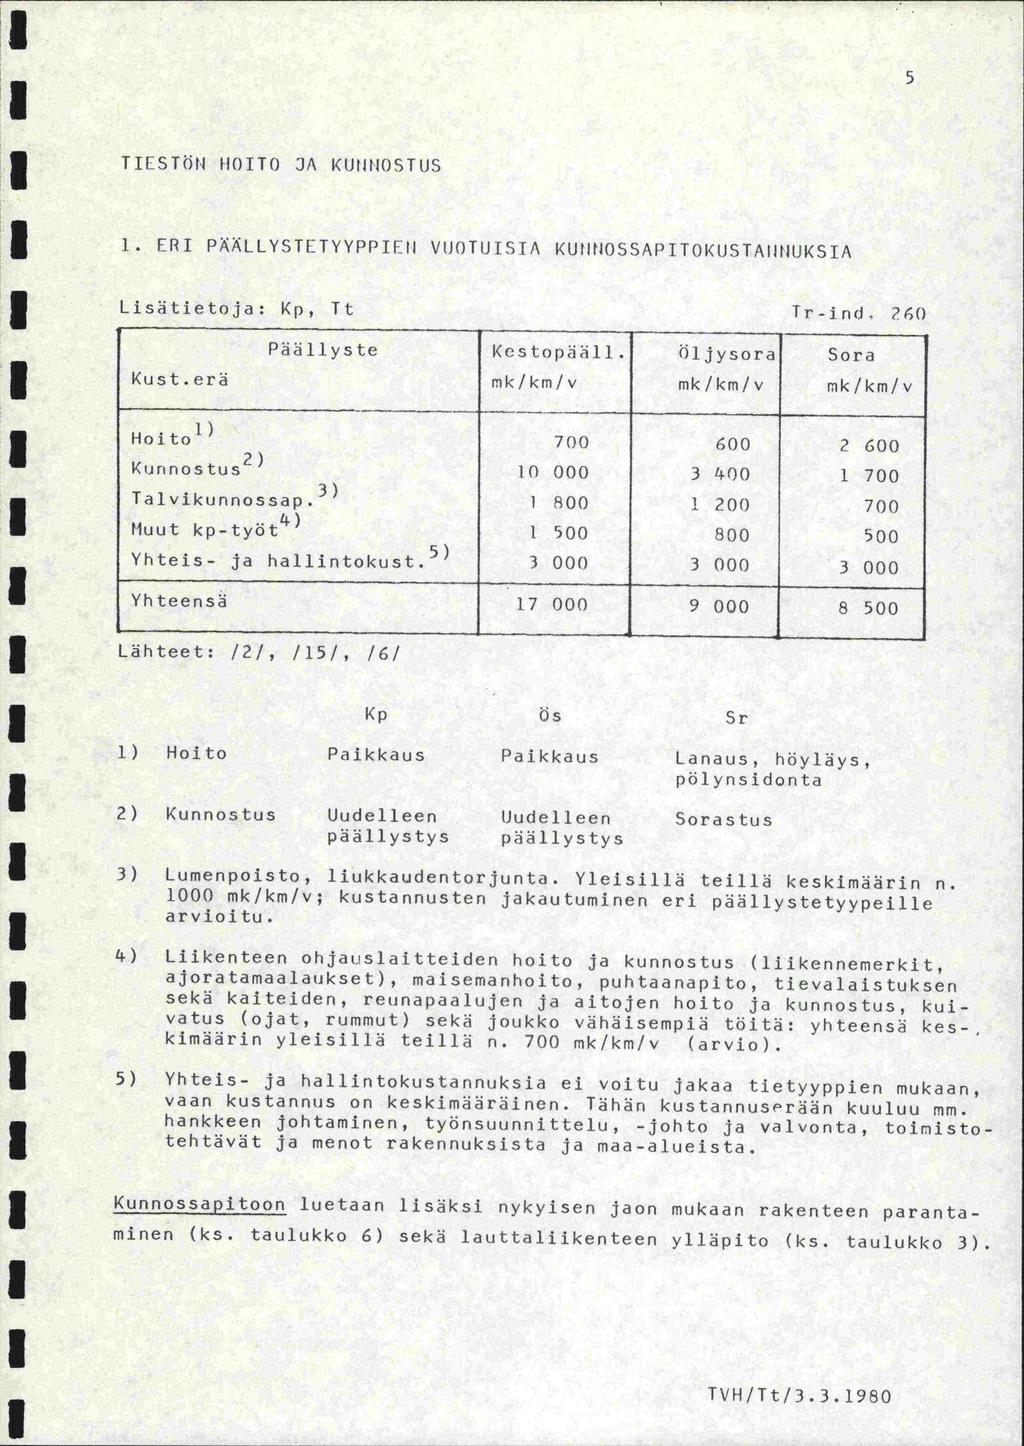 5
TIESTÖN HOITO JA KUNNOSTUS
1. ERI PÄÄLLYSTETYYPPIEN VUOTUISIA KUNNOSSAPITOKUSTANNUKSIA
Lisätietoja: Kp, Tt Tr-ind. 260
Päällyste Kestopääll. Öljysora Sora
Kust.erä mk/km/v mk/km/v mk/km/v
Hoito1) 700 600 2 600
Kunnostus2) 10 000 3 400 1 700
Talvikunnossap.3) 1 800 1 200 700
Muut kp-työt4) 1 500 800 500
Yhteis- ja hallintokust.5) 3 000 3 000 3 000
Yhteensä 17 000 9 000 8 500
Lähteet: /2/, /15/, /6/
Kp Ös Sr
1) Hoito Paikkaus Paikkaus Lanaus, höyläys,
pölynsidonta
2) Kunnostus Uudelleen Uudelleen Sorastus
päällystys päällystys
3) Lumenpoisto, liukkaudentorjunta. Yleisillä teillä keskimäärin n.
1000 mk/km/v; kustannusten jakautuminen eri päällystetyypeille
arvioitu.
4) Liikenteen ohjauslaitteiden hoito ja kunnostus (liikennemerkit,
ajoratamaalaukset), maisemanhoito, puhtaanapito, tievalaistuksen
sekä kaiteiden, reunapaalujen ja aitojen hoito ja kunnostus, kui-
vatus (ojat, rummut) sekä joukko vähäisempiä töitä: yhteensä kes-
kimäärin yleisillä teillä n. 700 mk/km/v (arvio).
5) Yhteis- ja hallintokustannuksia ei voitu jakaa tietyyppien mukaan,
vaan kustannus on keskimääräinen. Tähän kustannuserään kuuluu mm.
hankkeen johtaminen, työnsuunnittelu, -johto ja valvonta, toimisto-
tehtävät ja menot rakennuksista ja maa-alueista.
Kunnossapitoon luetaan lisäksi nykyisen jaon mukaan rakenteen paranta-
minen (ks. taulukko 6) sekä lauttaliikenteen ylläpito (ks. taulukko 3).
TVH/Tt/3.3.1980